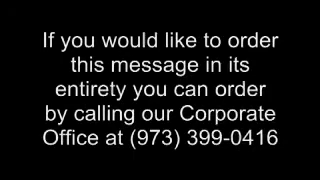 If you would like to order
this message in its
entirety you can order
by calling our Corporate
Office at (973) 399-0416